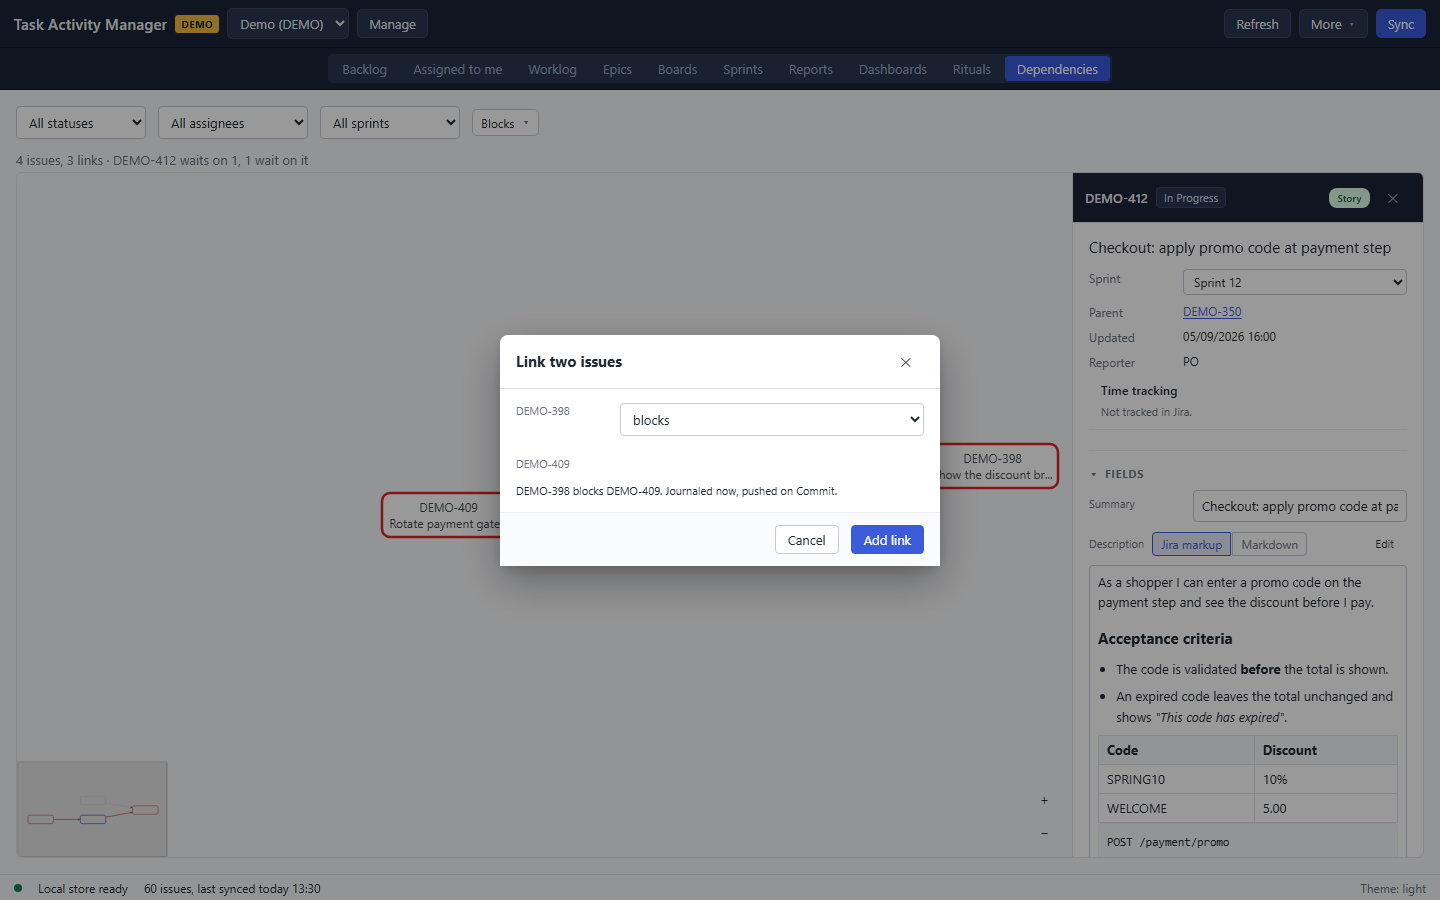 Task Activity Manager DEMO Demo (DEMO) Manage Refresh More Sync
Backlog Assigned to me Worklog Epics Boards Sprints Reports Dashboards Rituals Dependencies
All statuses All assignees All sprints Blocks
4 issues, 3 links · DEMO-412 waits on 1, 1 wait on it
DEMO-412 In Progress Story
Checkout: apply promo code at payment step
Sprint Sprint 12
Parent DEMO-350
Updated 05/09/2026 16:00
Reporter PO
Time tracking
Not tracked in Jira.
FIELDS
Summary Checkout: apply promo code at pa
Description Jira markup Markdown Edit
As a shopper I can enter a promo code on the
payment step and see the discount before I pay.
Acceptance criteria
• The code is validated before the total is shown.
• An expired code leaves the total unchanged and
shows "This code has expired".
Code Discount
SPRING10 10%
WELCOME 5.00
POST /payment/promo
Link two issues
DEMO-398 blocks
DEMO-409
DEMO-398 blocks DEMO-409. Journaled now, pushed on Commit.
Cancel Add link
DEMO-398
how the discount br...
DEMO-409
Rotate payment gate
+
−
Local store ready 60 issues, last synced today 13:30 Theme: light